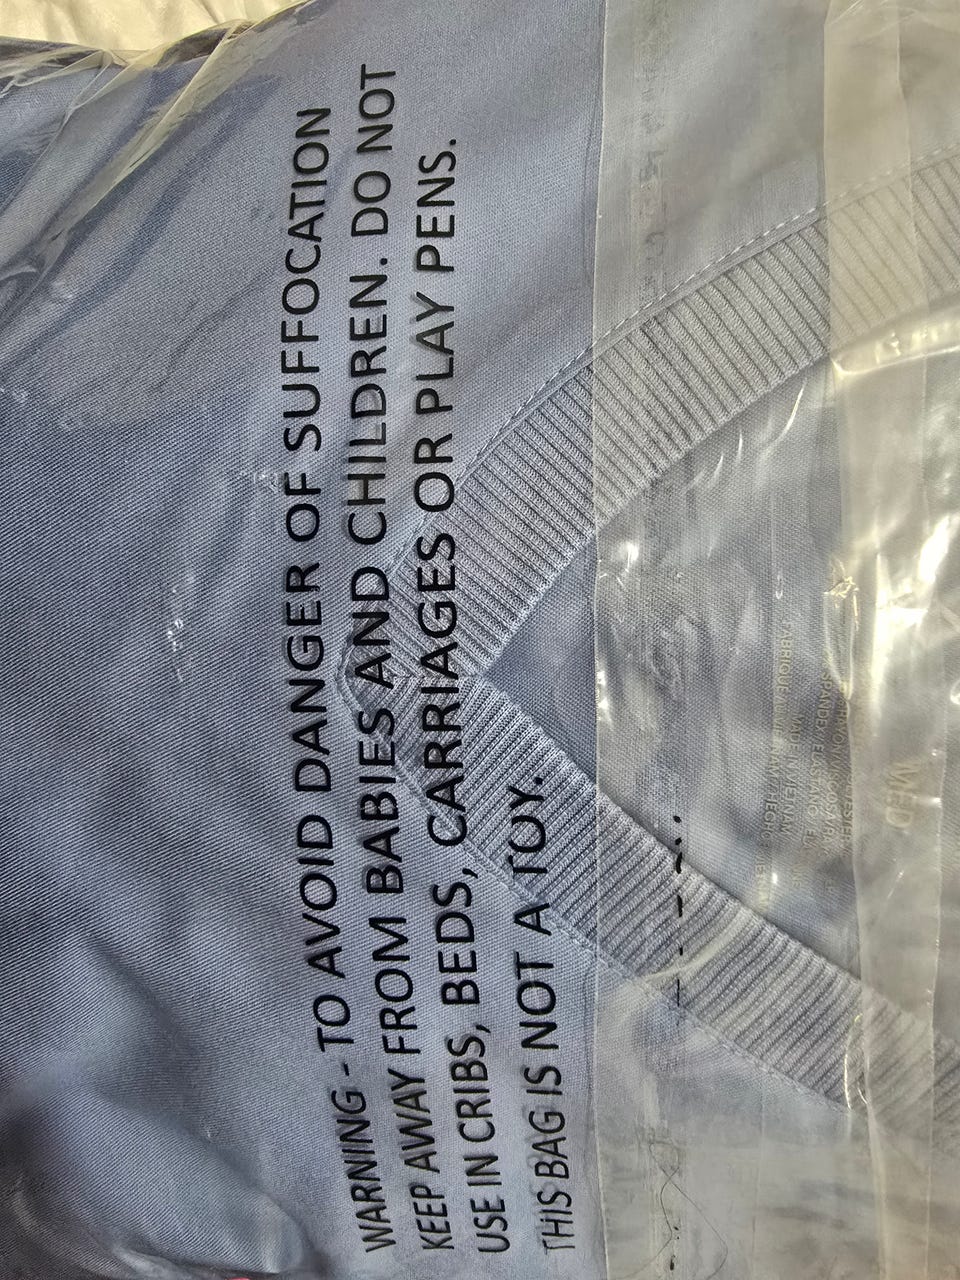 WARNING - TO AVOID DANGER OF SUFFOCATION
KEEP AWAY FROM BABIES AND CHILDREN. DO NOT
USE IN CRIBS, BEDS, CARRIAGES OR PLAY PENS.
THIS BAG IS NOT A TOY.
MADE IN VIETNAM